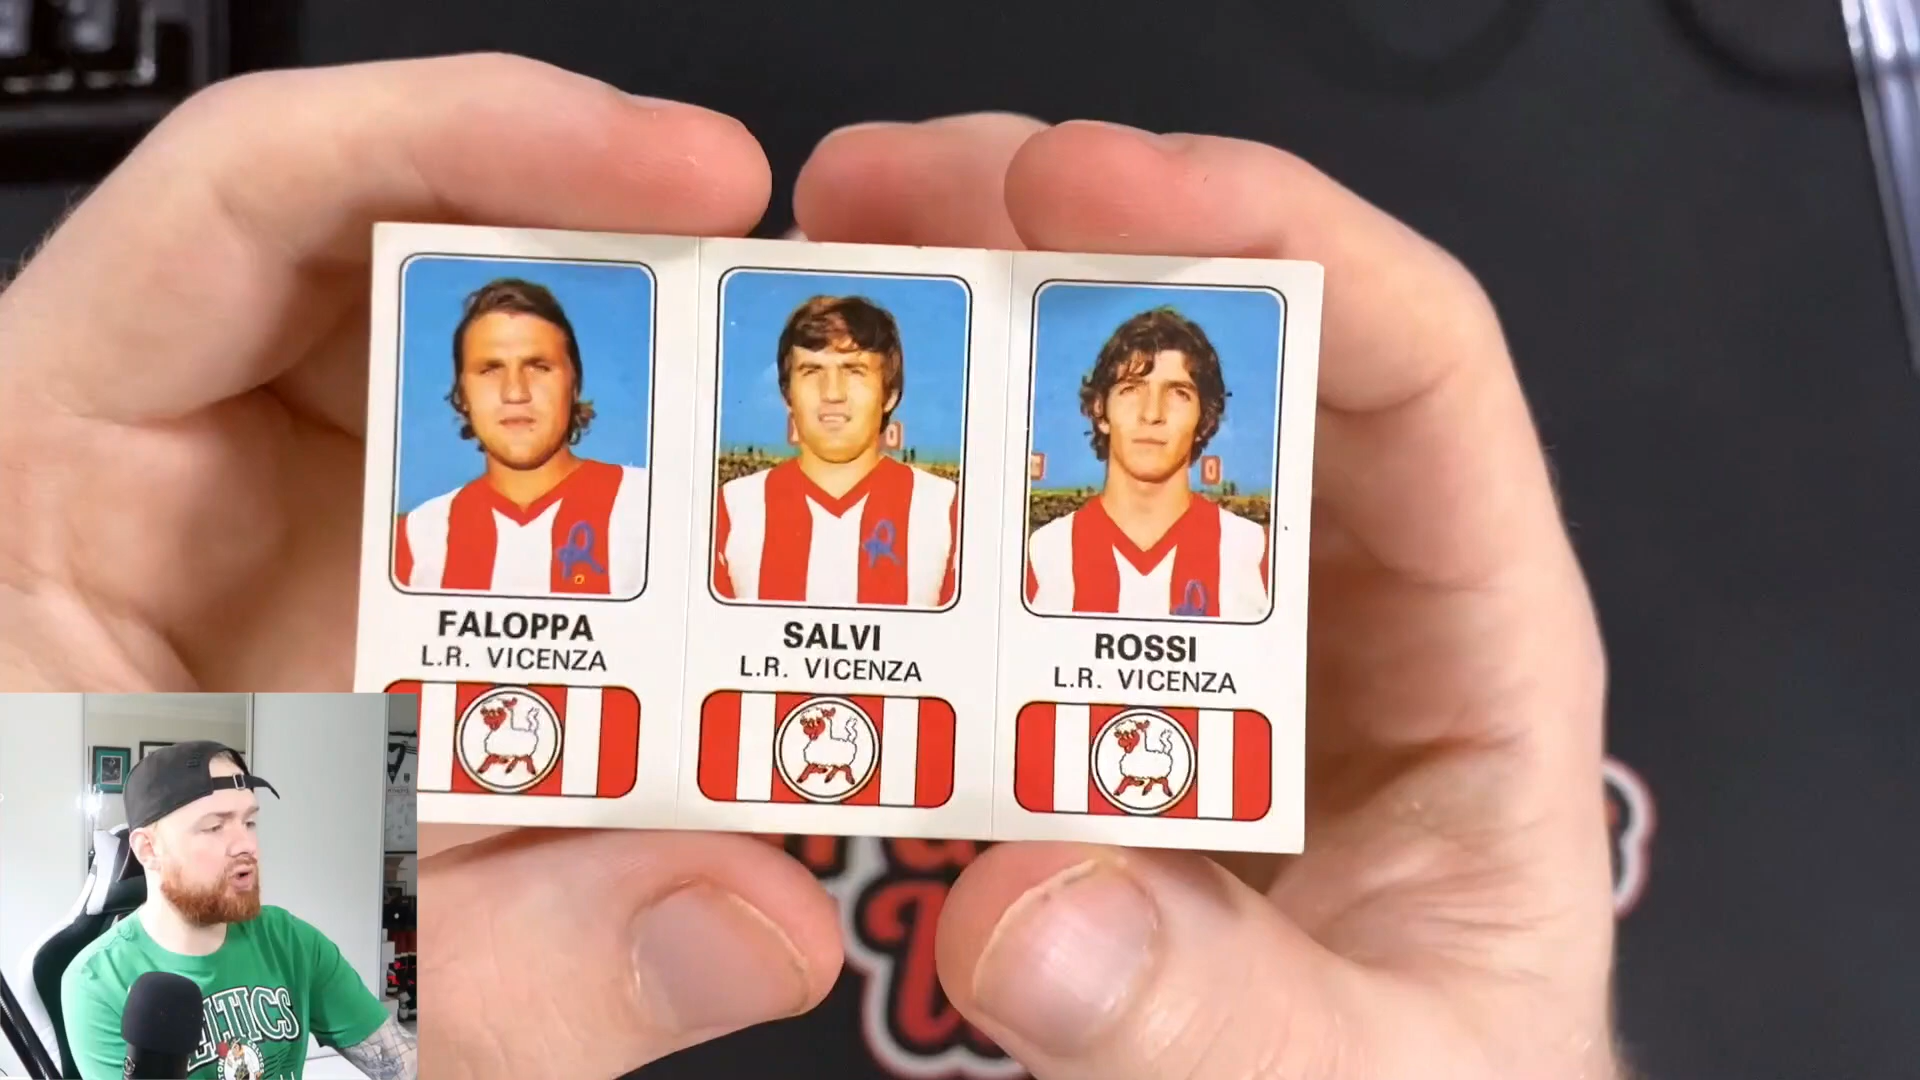 FALOPPA
L.R. VICENZA
SALVI
L.R. VICENZA
ROSSI
L.R. VICENZA